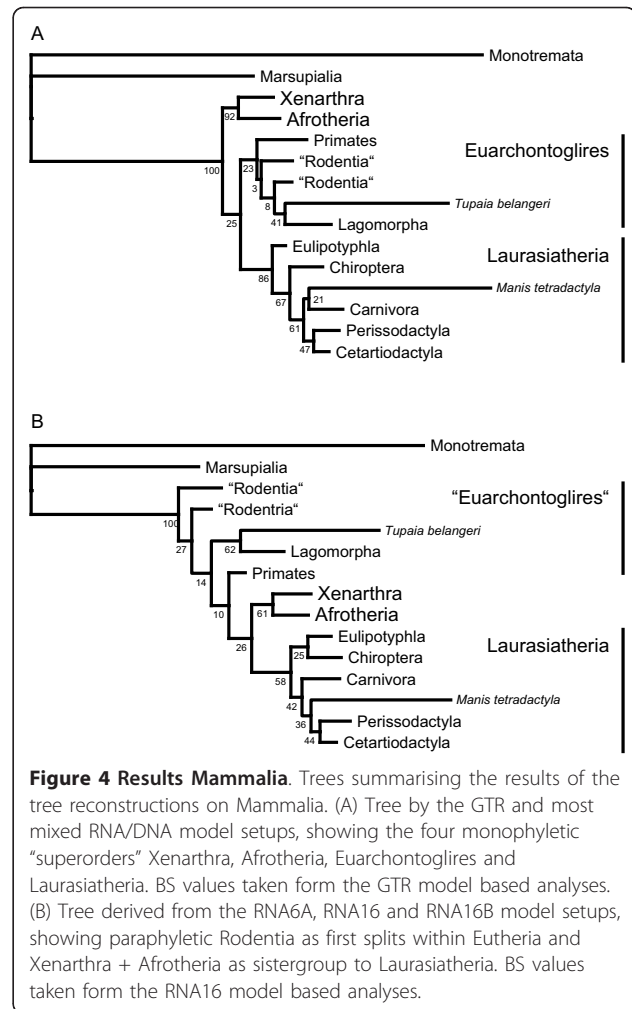 A
Monotremata
Marsupialia
Xenarthra
Afrotheria
92
Primates
Euarchontoglires
23
"Rodentia"
100
3
"Rodentia"
8
Tupaia belangeri
25
41
Lagomorpha
Eulipotyphla
Laurasiatheria
86
Chiroptera
67
Manis tetradactyla
21
61
Carnivora
Perissodactyla
47
Cetartiodactyla
B
Monotremata
Marsupialia
"Rodentia"
"Euarchontoglires"
100
"Rodentria"
27
Tupaia belangeri
62
14
Lagomorpha
Primates
10
Xenarthra
61
Afrotheria
26
Eulipotyphla
Laurasiatheria
25
Chiroptera
58
Carnivora
42
Manis tetradactyla
36
Perissodactyla
44
Cetartiodactyla
Figure 4 Results Mammalia. Trees summarising the results of the
tree reconstructions on Mammalia. (A) Tree by the GTR and most
mixed RNA/DNA model setups, showing the four monophyletic
"superorders" Xenarthra, Afrotheria, Euarchontoglires and
Laurasiatheria. BS values taken form the GTR model based analyses.
(B) Tree derived from the RNA6A, RNA16 and RNA16B model setups,
showing paraphyletic Rodentia as first splits within Eutheria and
Xenarthra + Afrotheria as sistergroup to Laurasiatheria. BS values
taken form the RNA16 model based analyses.